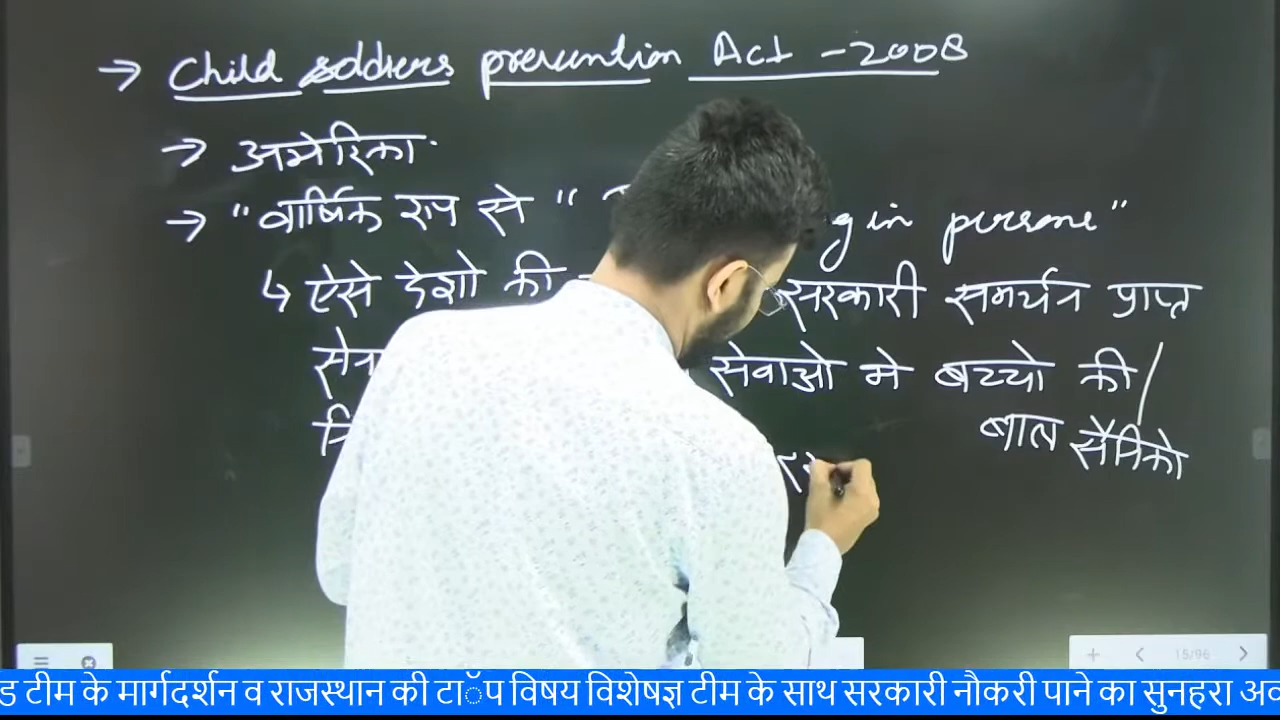 → Child soldiers prevention Act - 2008
→ अमेरिका
→ "वार्षिक रूप से " g in persons"
↳ ऐसे देशो की सरकारी समर्थन प्राप्त
सेवाओ मे बच्चो की /
बाल सैनिको
ड टीम के मार्गदर्शन व राजस्थान की टाॅप विषय विशेषज्ञ टीम के साथ सरकारी नौकरी पाने का सुनहरा अव
15/96